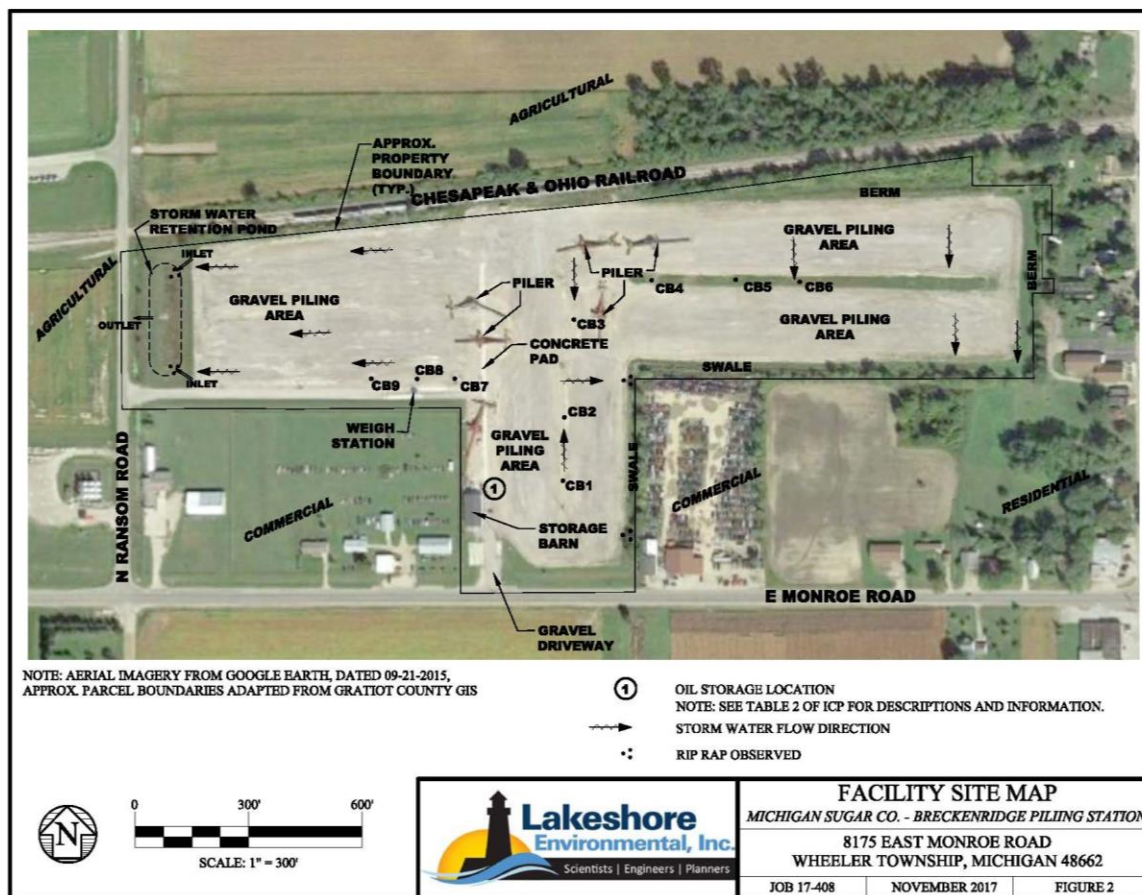 AGRICULTURAL
APPROX.
PROPERTY
BOUNDARY
(TYP.)
CHESAPEAK & OHIO RAILROAD
BERM
STORM WATER
RETENTION POND
INLET
GRAVEL PILING
AREA
PILER
BERM
AGRICULTURAL
GRAVEL PILING
AREA
PILER
CB4
CB5
CB6
OUTLET
CB3
GRAVEL PILING
AREA
CONCRETE
PAD
INLET
SWALE
CB9
CB8
CB7
CB2
WEIGH
STATION
GRAVEL
PILING
AREA
SWALE
COMMERCIAL
RESIDENTIAL
N RANSOM ROAD
COMMERCIAL
1
CB1
STORAGE
BARN
E MONROE ROAD
GRAVEL
DRIVEWAY
NOTE: AERIAL IMAGERY FROM GOOGLE EARTH, DATED 09-21-2015,
APPROX. PARCEL BOUNDARIES ADAPTED FROM GRATIOT COUNTY GIS
1 OIL STORAGE LOCATION
NOTE: SEE TABLE 2 OF ICP FOR DESCRIPTIONS AND INFORMATION.
STORM WATER FLOW DIRECTION
RIP RAP OBSERVED
N
0 300' 600'
SCALE: 1" = 300'
Lakeshore
Environmental, Inc.
Scientists | Engineers | Planners
FACILITY SITE MAP
MICHIGAN SUGAR CO. - BRECKENRIDGE PILIING STATION
8175 EAST MONROE ROAD
WHEELER TOWNSHIP, MICHIGAN 48662
JOB 17-408 NOVEMBER 2017 FIGURE 2